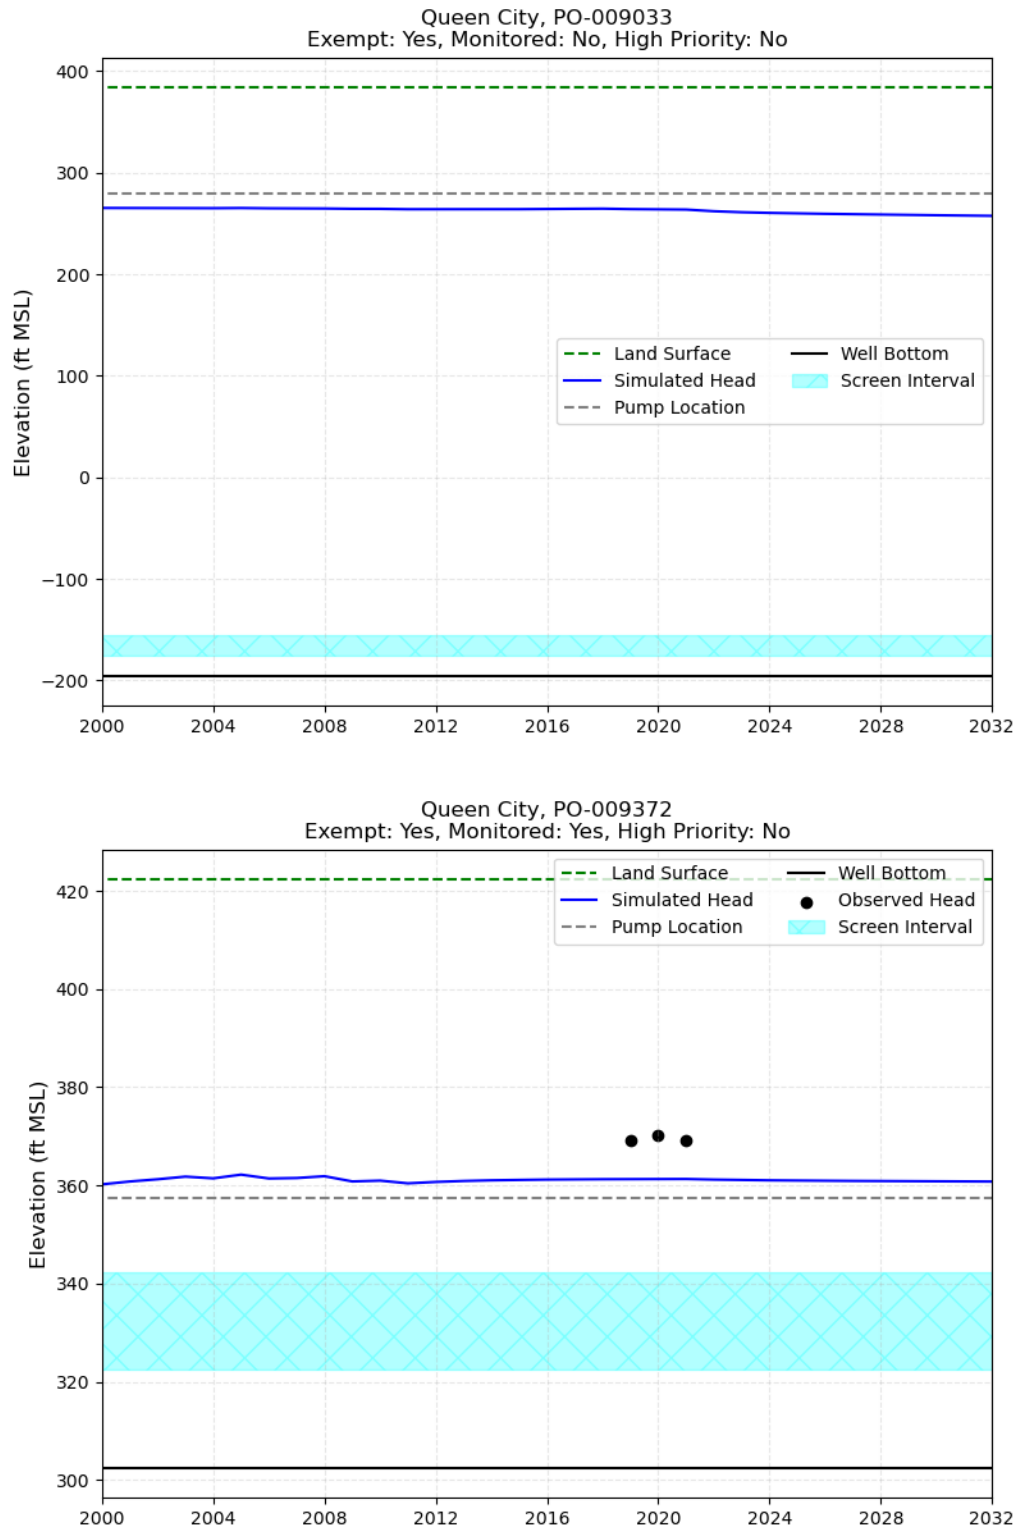 Queen City, PO-009033
Exempt: Yes, Monitored: No, High Priority: No
Elevation (ft MSL)
400
300
200
100
0
−100
−200
Land Surface
Simulated Head
Pump Location
Well Bottom
Screen Interval
2000 2004 2008 2012 2016 2020 2024 2028 2032
Queen City, PO-009372
Exempt: Yes, Monitored: Yes, High Priority: No
Elevation (ft MSL)
420
400
380
360
340
320
300
Land Surface
Simulated Head
Pump Location
Well Bottom
Observed Head
Screen Interval
2000 2004 2008 2012 2016 2020 2024 2028 2032